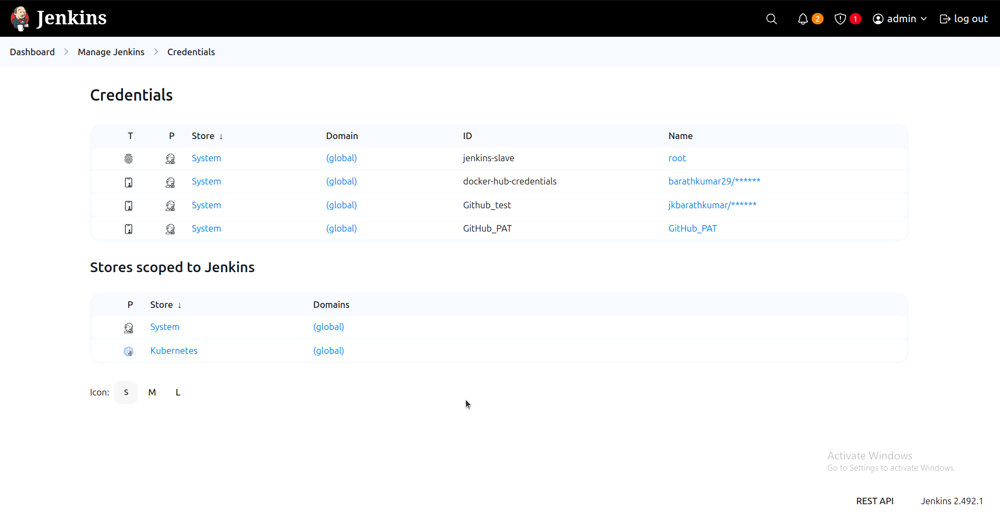 Jenkins
2
1
admin
log out
Dashboard
Manage Jenkins
Credentials
Credentials
T P Store ↓ Domain ID Name
System (global) jenkins-slave root
System (global) docker-hub-credentials barathkumar29/******
System (global) Github_test jkbarathkumar/******
System (global) GitHub_PAT GitHub_PAT
Stores scoped to Jenkins
P Store ↓ Domains
System (global)
Kubernetes (global)
Icon: S M L
Activate Windows
Go to Settings to activate Windows.
REST API Jenkins 2.492.1